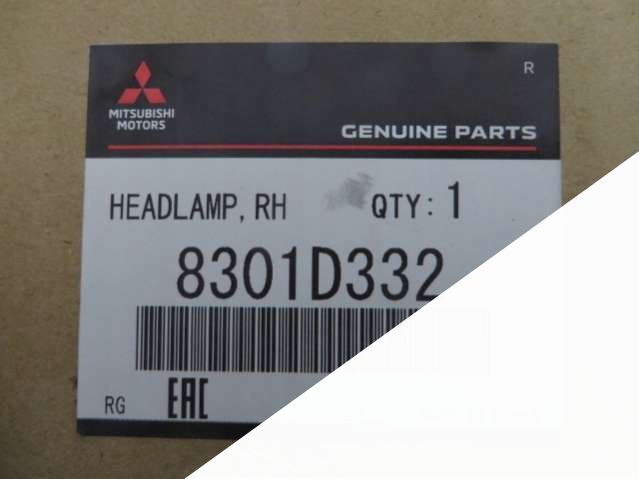 R
MITSUBISHI
MOTORS
GENUINE PARTS
HEADLAMP, RH QTY: 1
8301D332
RG EAC